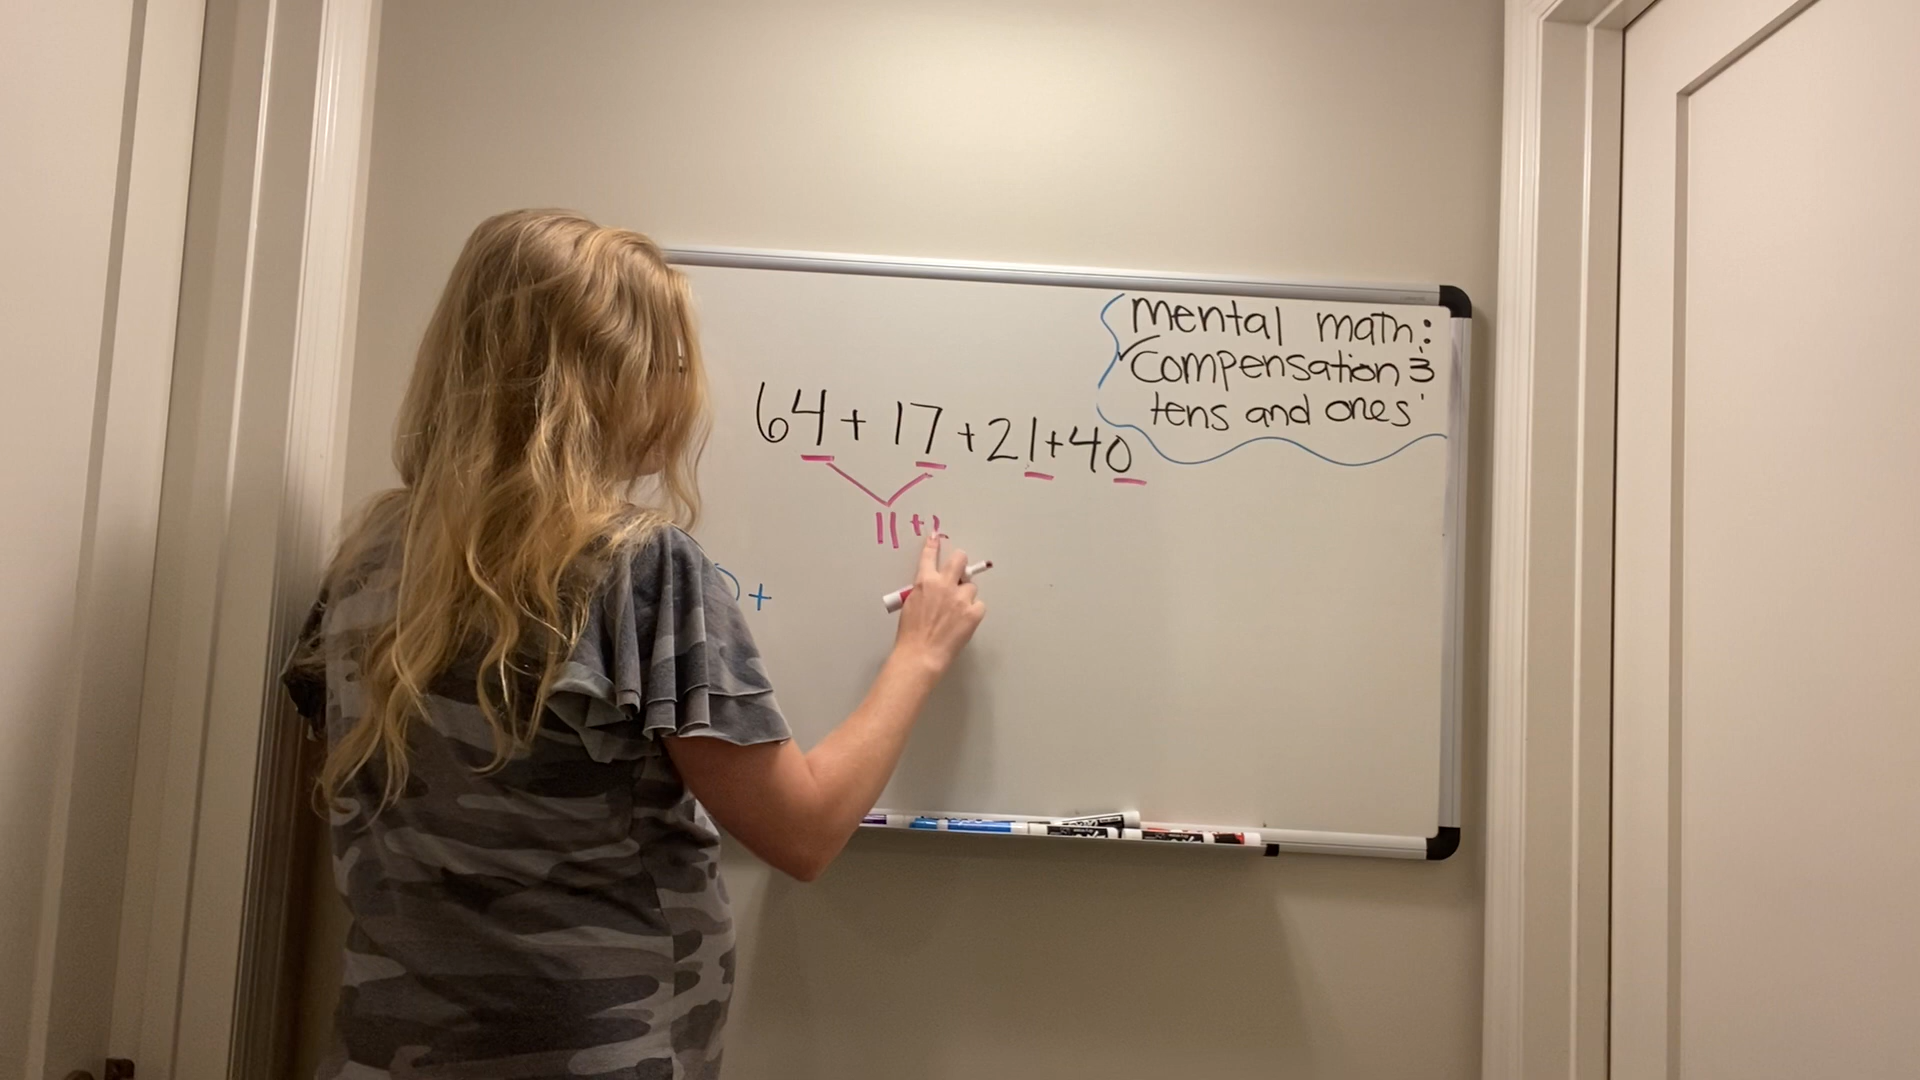 mental math:
compensation &
tens and ones
64 + 17 + 21 + 40
11 +
) +